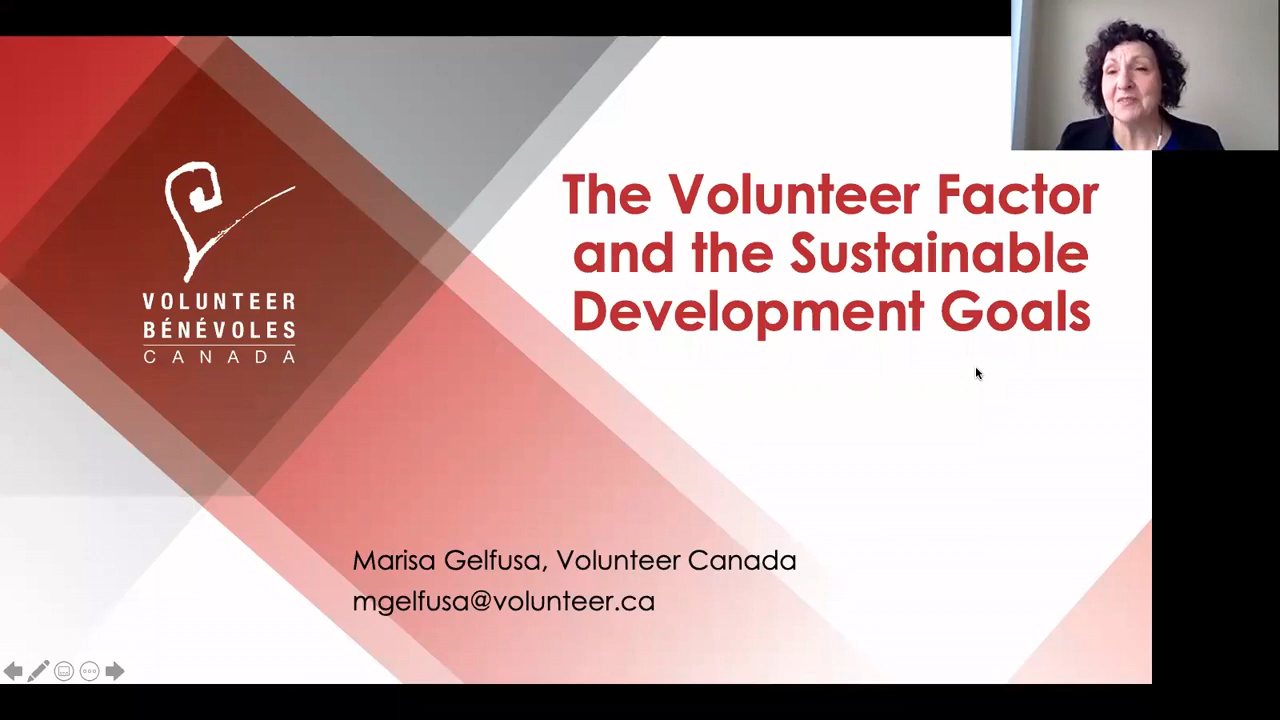 The Volunteer Factor
and the Sustainable
Development Goals
VOLUNTEER
BÉNÉVOLES
CANADA
Marisa Gelfusa, Volunteer Canada
mgelfusa@volunteer.ca